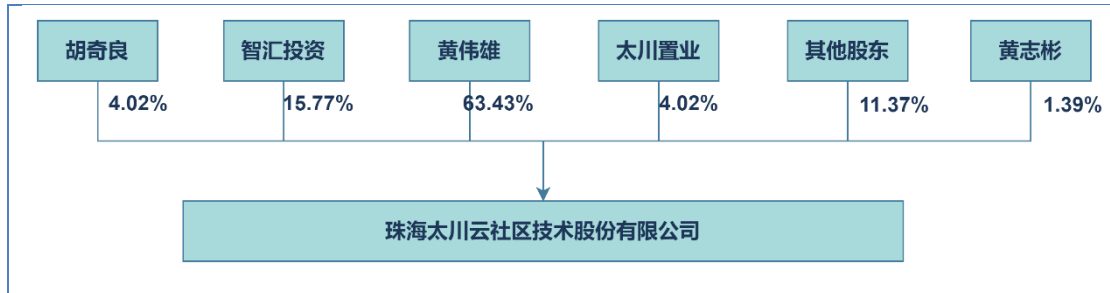 胡奇良 智汇投资 黄伟雄 太川置业 其他股东 黄志彬
4.02% 15.77% 63.43% 4.02% 11.37% 1.39%
珠海太川云社区技术股份有限公司